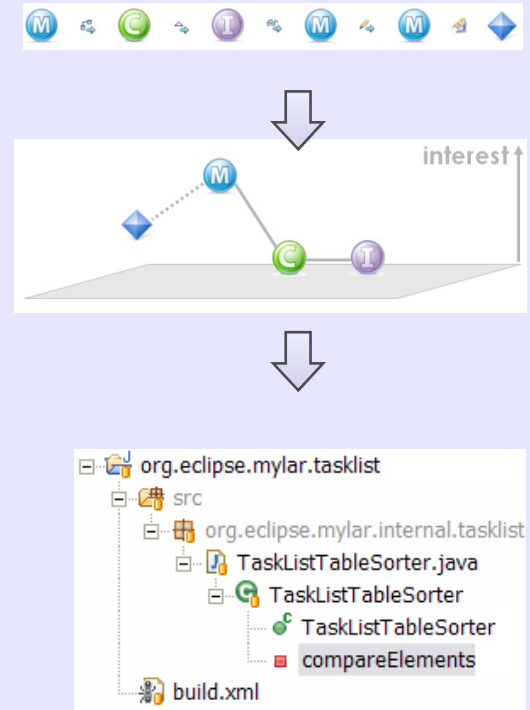 M C I M M
interest
M
C I
org.eclipse.mylar.tasklist
src
org.eclipse.mylar.internal.tasklist
TaskListTableSorter.java
TaskListTableSorter
TaskListTableSorter
compareElements
build.xml